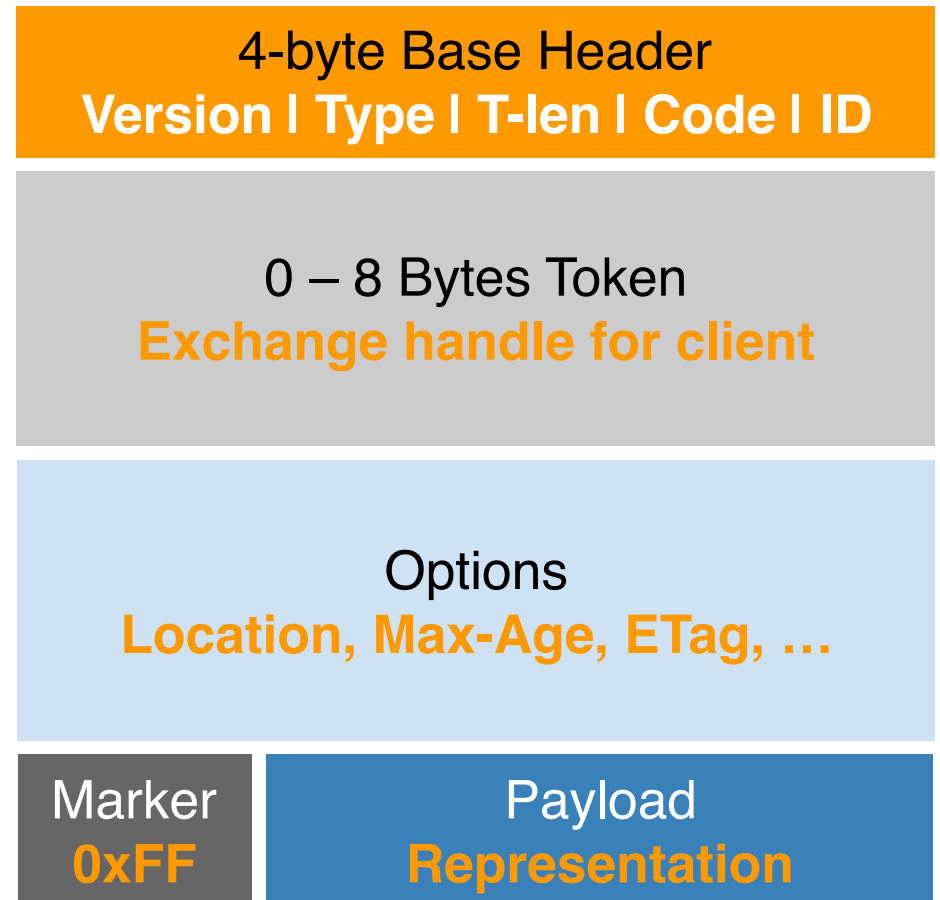 4-byte Base Header
Version | Type | T-len | Code | ID
0 – 8 Bytes Token
Exchange handle for client
Options
Location, Max-Age, ETag, …
Marker
0xFF
Payload
Representation